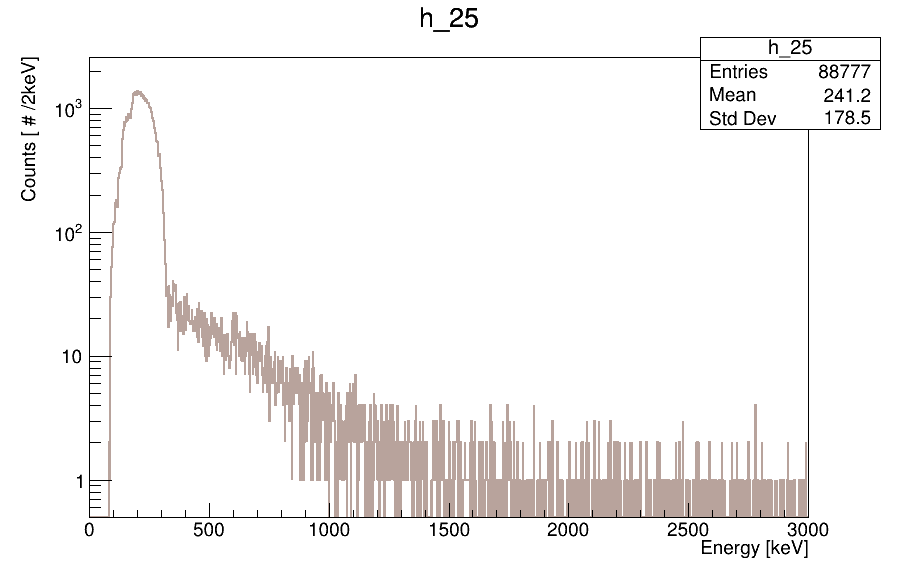 h_25
h_25
Entries 88777
Mean 241.2
Std Dev 178.5
Counts [ # /2keV]
10³
10²
10
1
0 500 1000 1500 2000 2500 3000
Energy [keV]